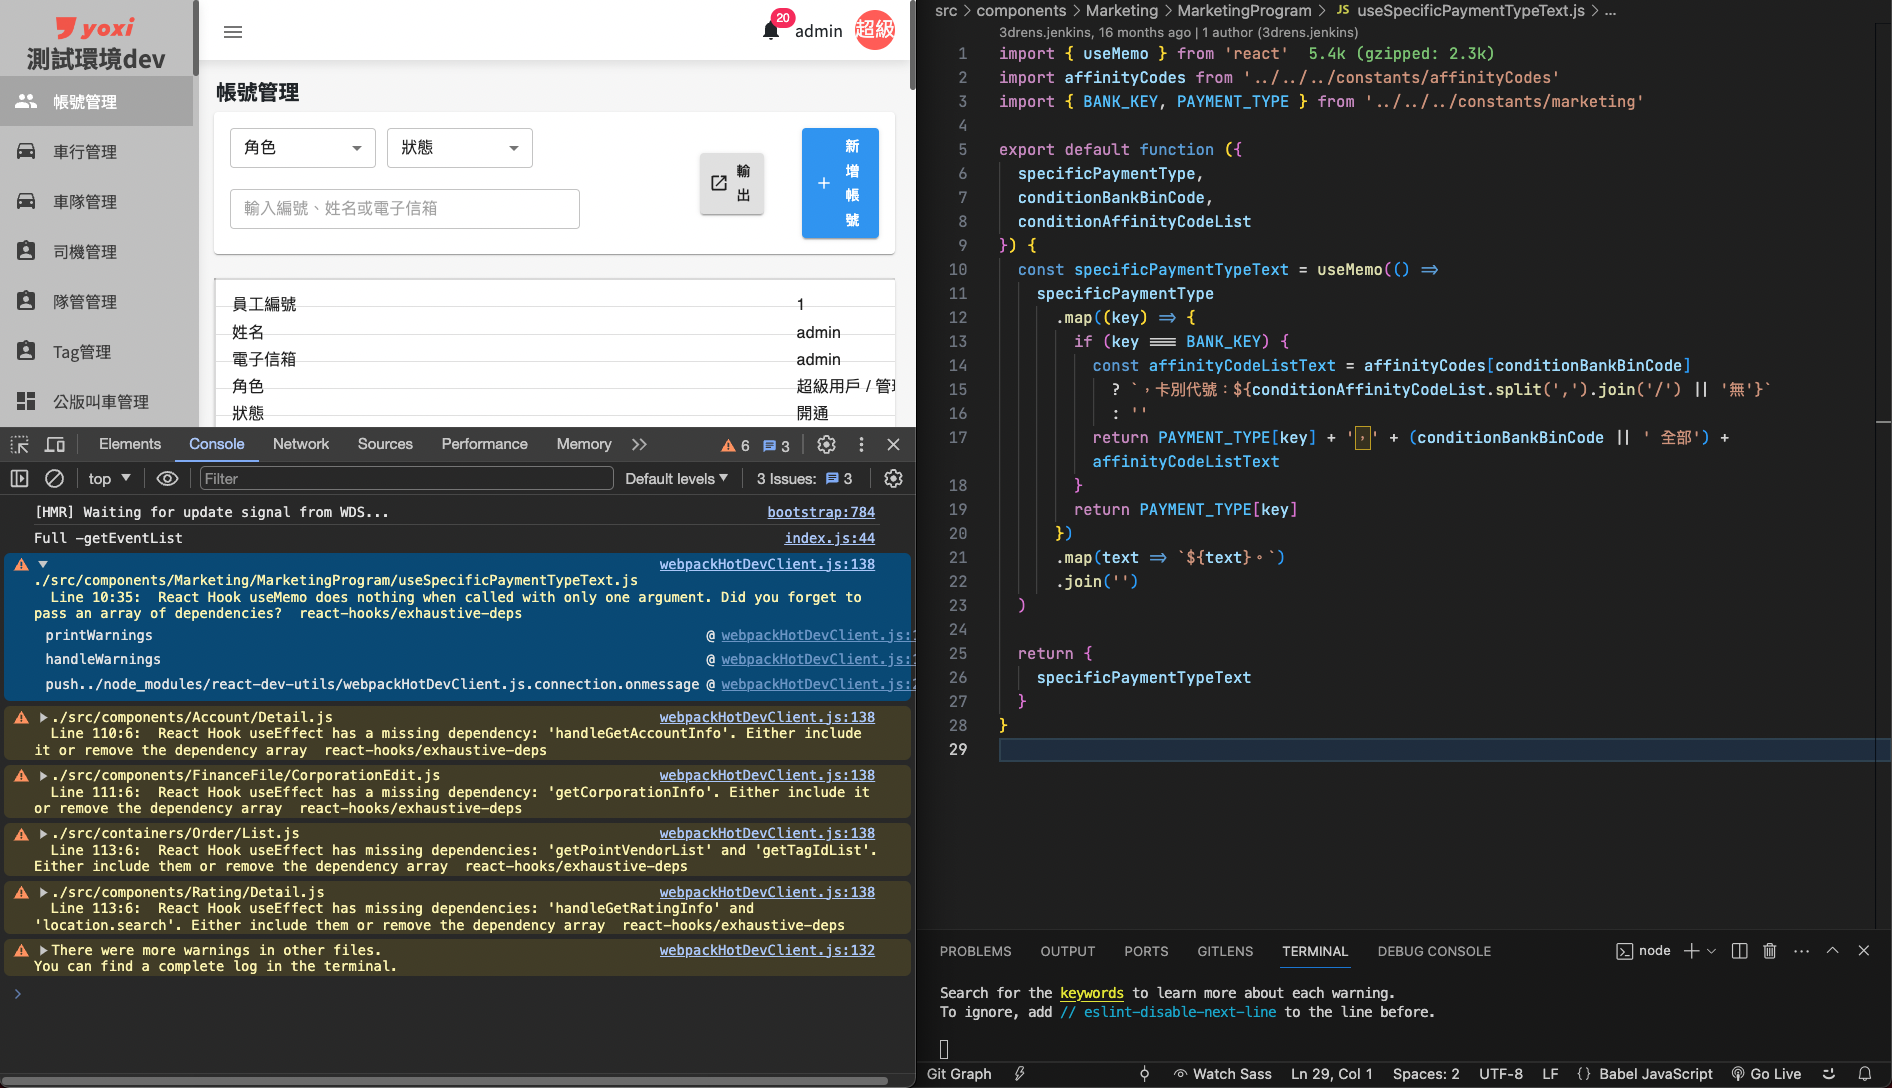 yoxi
測試環境dev
帳號管理
車行管理
車隊管理
司機管理
隊管管理
Tag管理
公版叫車管理
20
admin
超級
帳號管理
角色
狀態
輸入編號、姓名或電子信箱
輸出
新增帳號
員工編號 1
姓名 admin
電子信箱 admin
角色 超級用戶 / 管
狀態 開通
Elements Console Network Sources Performance Memory 6 3
top Filter Default levels 3 Issues: 3
[HMR] Waiting for update signal from WDS... bootstrap:784
Full —getEventList index.js:44
webpackHotDevClient.js:138
./src/components/Marketing/MarketingProgram/useSpecificPaymentTypeText.js
Line 10:35:  React Hook useMemo does nothing when called with only one argument. Did you forget to
pass an array of dependencies?  react-hooks/exhaustive-deps
printWarnings @ webpackHotDevClient.js:
handleWarnings @ webpackHotDevClient.js:
push../node_modules/react-dev-utils/webpackHotDevClient.js.connection.onmessage @ webpackHotDevClient.js:
./src/components/Account/Detail.js webpackHotDevClient.js:138
Line 110:6:  React Hook useEffect has a missing dependency: 'handleGetAccountInfo'. Either include
it or remove the dependency array  react-hooks/exhaustive-deps
./src/components/FinanceFile/CorporationEdit.js webpackHotDevClient.js:138
Line 111:6:  React Hook useEffect has a missing dependency: 'getCorporationInfo'. Either include it
or remove the dependency array  react-hooks/exhaustive-deps
./src/containers/Order/List.js webpackHotDevClient.js:138
Line 113:6:  React Hook useEffect has missing dependencies: 'getPointVendorList' and 'getTagIdList'.
Either include them or remove the dependency array  react-hooks/exhaustive-deps
./src/components/Rating/Detail.js webpackHotDevClient.js:138
Line 113:6:  React Hook useEffect has missing dependencies: 'handleGetRatingInfo' and
'location.search'. Either include them or remove the dependency array  react-hooks/exhaustive-deps
There were more warnings in other files. webpackHotDevClient.js:132
You can find a complete log in the terminal.
src > components > Marketing > MarketingProgram > JS useSpecificPaymentTypeText.js > ...
3drens.jenkins, 16 months ago | 1 author (3drens.jenkins)
1 import { useMemo } from 'react'  5.4k (gzipped: 2.3k)
2 import affinityCodes from '../../../constants/affinityCodes'
3 import { BANK_KEY, PAYMENT_TYPE } from '../../../constants/marketing'
4
5 export default function ({
6 specificPaymentType,
7 conditionBankBinCode,
8 conditionAffinityCodeList
9 }) {
10 const specificPaymentTypeText = useMemo(() =>
11 specificPaymentType
12 .map((key) => {
13 if (key === BANK_KEY) {
14 const affinityCodeListText = affinityCodes[conditionBankBinCode]
15 ? `，卡別代號：${conditionAffinityCodeList.split(',').join('/') || '無'}`
16 : ''
17 return PAYMENT_TYPE[key] + '，' + (conditionBankBinCode || ' 全部') +
affinityCodeListText
18 }
19 return PAYMENT_TYPE[key]
20 })
21 .map(text => `${text}。`)
22 .join('')
23 )
24
25 return {
26 specificPaymentTypeText
27 }
28 }
29
PROBLEMS OUTPUT PORTS GITLENS TERMINAL DEBUG CONSOLE node
Search for the keywords to learn more about each warning.
To ignore, add // eslint-disable-next-line to the line before.
Git Graph Watch Sass Ln 29, Col 1 Spaces: 2 UTF-8 LF {} Babel JavaScript Go Live